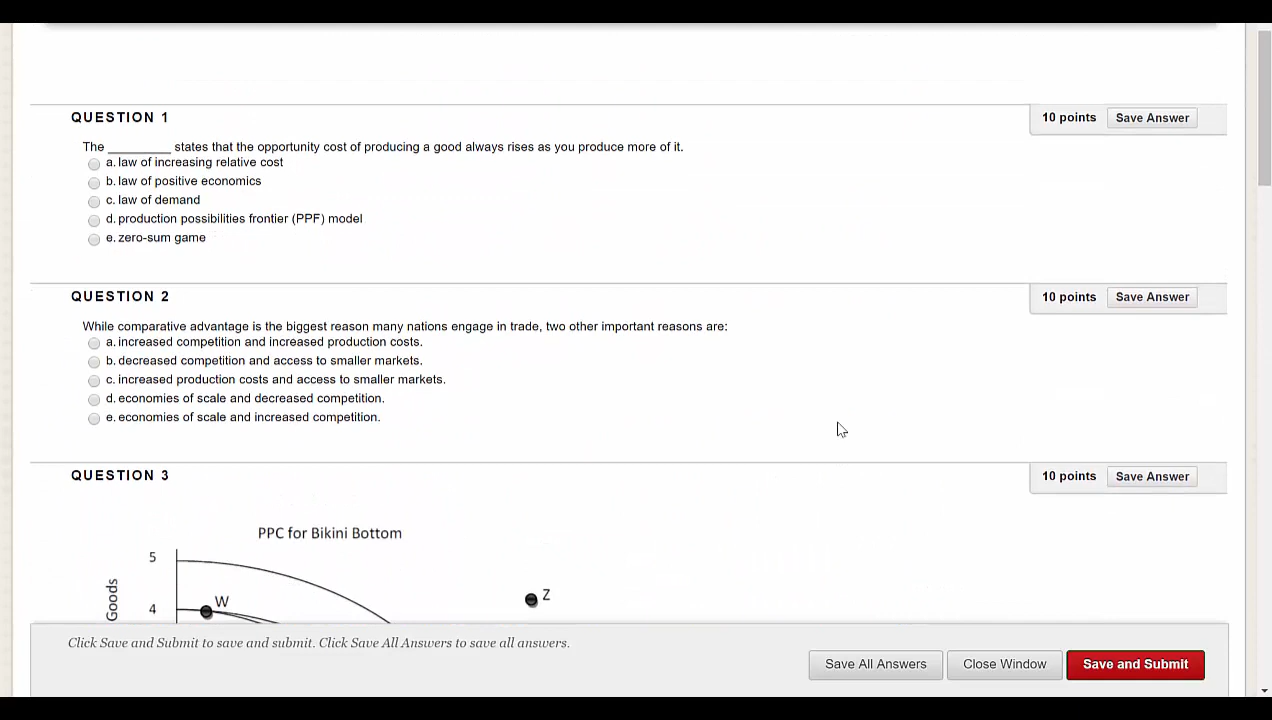 QUESTION 1
10 points
Save Answer
The _________ states that the opportunity cost of producing a good always rises as you produce more of it.
a. law of increasing relative cost
b. law of positive economics
c. law of demand
d. production possibilities frontier (PPF) model
e. zero-sum game
QUESTION 2
10 points
Save Answer
While comparative advantage is the biggest reason many nations engage in trade, two other important reasons are:
a. increased competition and increased production costs.
b. decreased competition and access to smaller markets.
c. increased production costs and access to smaller markets.
d. economies of scale and decreased competition.
e. economies of scale and increased competition.
QUESTION 3
10 points
Save Answer
PPC for Bikini Bottom
5
Goods
4
W
Z
Click Save and Submit to save and submit. Click Save All Answers to save all answers.
Save All Answers
Close Window
Save and Submit